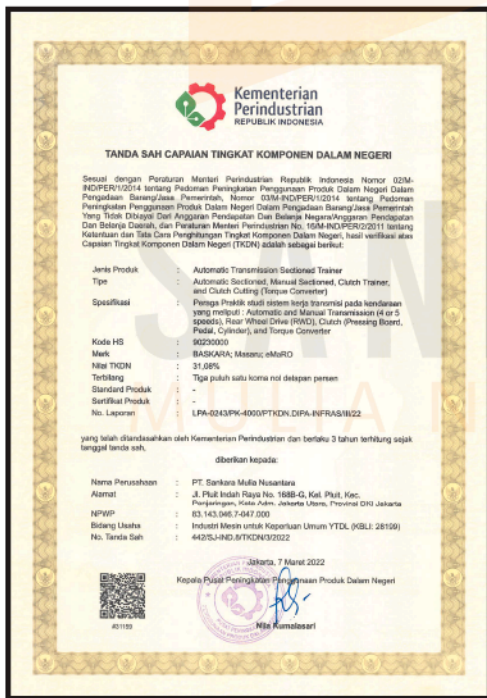 Kementerian
Perindustrian
REPUBLIK INDONESIA
TANDA SAH CAPAIAN TINGKAT KOMPONEN DALAM NEGERI
Sesuai dengan Peraturan Menteri Perindustrian Republik Indonesia Nomor 02/M-
IND/PER/1/2014 tentang Pedoman Peningkatan Penggunaan Produk Dalam Negeri Dalam
Pengadaan Barang/Jasa Pemerintah, Nomor 03/M-IND/PER/1/2014 tentang Pedoman
Peningkatan Penggunaan Produk Dalam Negeri Dalam Pengadaan Barang/Jasa Pemerintah
Yang Tidak Dibiayai Dari Anggaran Pendapatan Dan Belanja Negara/Anggaran Pendapatan
Dan Belanja Daerah, dan Peraturan Menteri Perindustrian No. 16/M-IND/PER/2/2011 tentang
Ketentuan dan Tata Cara Penghitungan Tingkat Komponen Dalam Negeri, hasil verifikasi atas
Capaian Tingkat Komponen Dalam Negeri (TKDN) adalah sebagai berikut:
Jenis Produk : Automatic Transmission Sectioned Trainer
Tipe : Automatic Sectioned, Manual Sectioned, Clutch Trainer,
and Clutch Cutting (Torque Converter)
Spesifikasi : Peraga Praktik studi sistem kerja transmisi pada kendaraan
yang meliputi : Automatic and Manual Transmission (4 or 5
speeds), Rear Wheel Drive (RWD), Clutch (Pressing Board,
Pedal, Cylinder), and Torque Converter
Kode HS : 90230000
Merk : BASKARA; Masaru; eMaRO
Nilai TKDN : 31,08%
Terbilang : Tiga puluh satu koma nol delapan persen
Standard Produk : -
Sertifikat Produk : -
No. Laporan : LPA-0243/PK-4000/PTKDN.DIPA-INFRAS/III/22
yang telah ditandasahkan oleh Kementerian Perindustrian dan berlaku 3 tahun terhitung sejak
tanggal tanda sah,
diberikan kepada:
Nama Perusahaan : PT. Sankara Mulia Nusantara
Alamat : Jl. Pluit Indah Raya No. 168B-G, Kel. Pluit, Kec.
Penjaringan, Kota Adm. Jakarta Utara, Provinsi DKI Jakarta
NPWP : 83.143.046.7-047.000
Bidang Usaha : Industri Mesin untuk Keperluan Umum YTDL (KBLI: 28199)
No. Tanda Sah : 442/SJ-IND.8/TKDN/3/2022
Jakarta, 7 Maret 2022
Kepala Pusat Peningkatan Penggunaan Produk Dalam Negeri
Nila Kumalasari
#31159
SAN
MULIA N